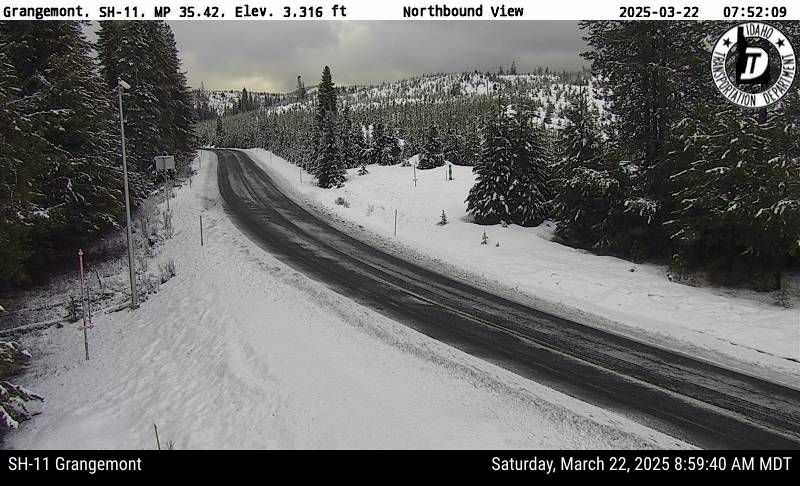 Grangemont, SH-11, MP 35.42, Elev. 3,316 ft Northbound View 2025-03-22 07:52:09
IDAHO
TRANSPORTATION DEPARTMENT
SH-11 Grangemont Saturday, March 22, 2025 8:59:40 AM MDT